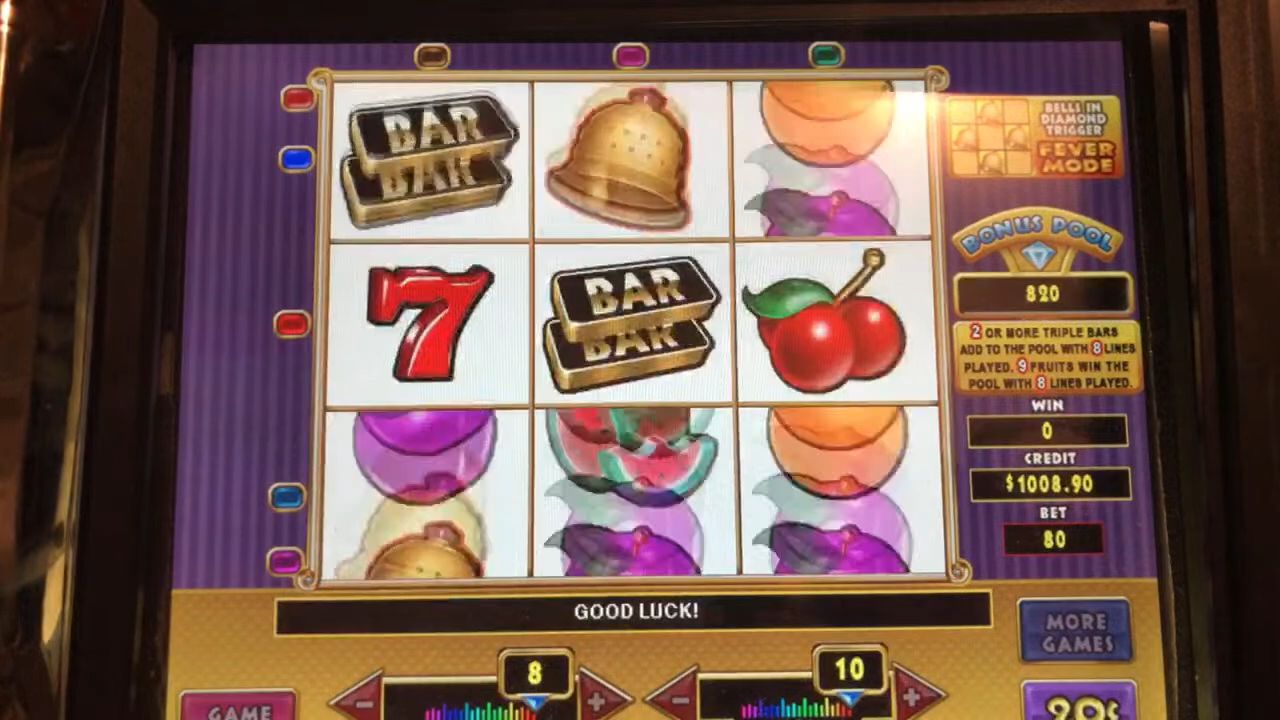 BAR
BAR
7
BAR
BAR
BELL IN
DIAMOND
TRIGGER
FEVER
MODE
BONUS POOL
820
2 OR MORE TRIPLE BARS
ADD TO THE POOL WITH 8 LINES
PLAYED. 9 FRUITS WIN THE
POOL WITH 8 LINES PLAYED.
WIN
0
CREDIT
$1008.90
BET
80
GOOD LUCK!
MORE
GAMES
8
10
GAME